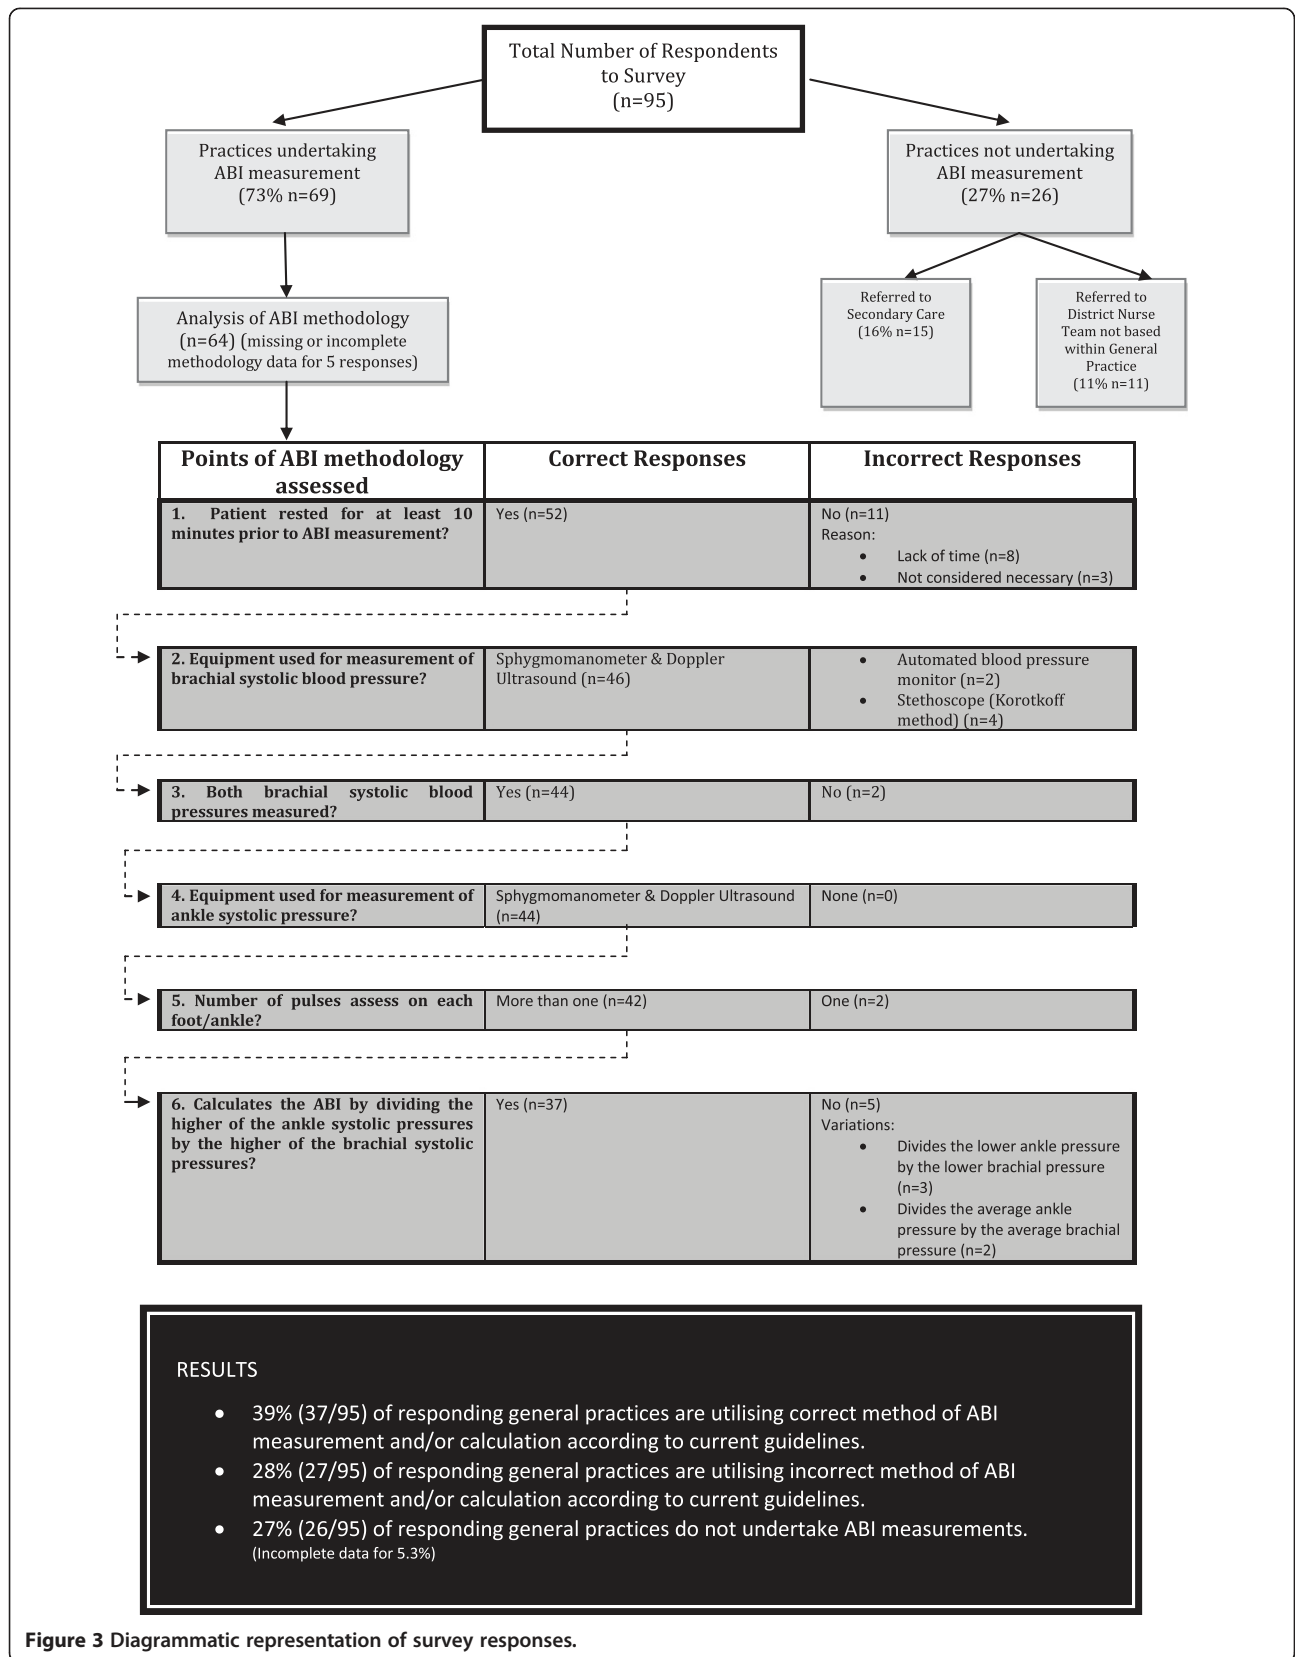 Total Number of Respondents
to Survey
(n=95)
Practices undertaking
ABI measurement
(73% n=69)
Practices not undertaking
ABI measurement
(27% n=26)
Analysis of ABI methodology
(n=64) (missing or incomplete
methodology data for 5 responses)
Referred to
Secondary Care
(16% n=15)
Referred to
District Nurse
Team not based
within General
Practice
(11% n=11)
Points of ABI methodology
assessed
Correct Responses
Incorrect Responses
1. Patient rested for at least 10
minutes prior to ABI measurement?
Yes (n=52)
No (n=11)
Reason:
• Lack of time (n=8)
• Not considered necessary (n=3)
2. Equipment used for measurement of
brachial systolic blood pressure?
Sphygmomanometer & Doppler
Ultrasound (n=46)
• Automated blood pressure
monitor (n=2)
• Stethoscope (Korotkoff
method) (n=4)
3. Both brachial systolic blood
pressures measured?
Yes (n=44)
No (n=2)
4. Equipment used for measurement of
ankle systolic pressure?
Sphygmomanometer & Doppler Ultrasound
(n=44)
None (n=0)
5. Number of pulses assess on each
foot/ankle?
More than one (n=42)
One (n=2)
6. Calculates the ABI by dividing the
higher of the ankle systolic pressures
by the higher of the brachial systolic
pressures?
Yes (n=37)
No (n=5)
Variations:
• Divides the lower ankle pressure
by the lower brachial pressure
(n=3)
• Divides the average ankle
pressure by the average brachial
pressure (n=2)
RESULTS
• 39% (37/95) of responding general practices are utilising correct method of ABI
measurement and/or calculation according to current guidelines.
• 28% (27/95) of responding general practices are utilising incorrect method of ABI
measurement and/or calculation according to current guidelines.
• 27% (26/95) of responding general practices do not undertake ABI measurements.
(Incomplete data for 5.3%)
Figure 3 Diagrammatic representation of survey responses.